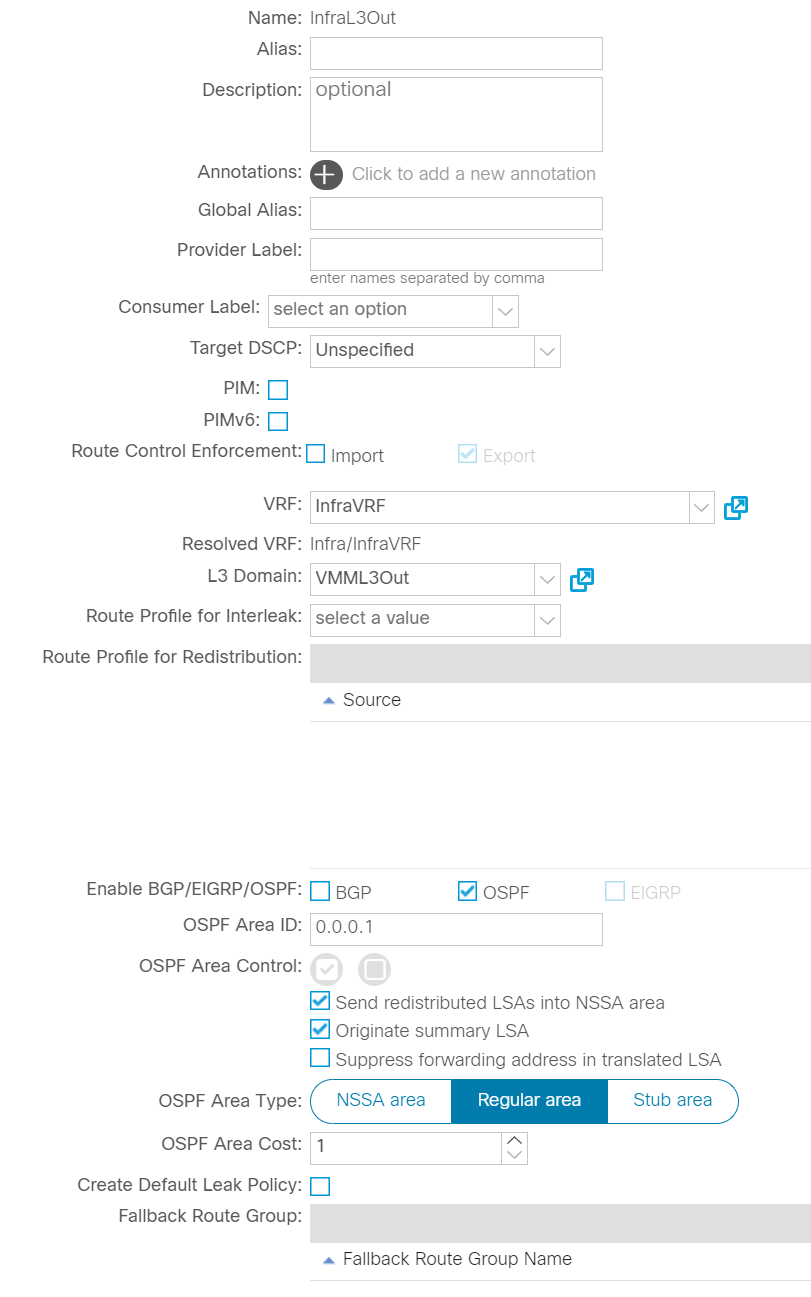 Name: InfraL3Out
Alias:
Description: optional
Annotations: Click to add a new annotation
Global Alias:
Provider Label:
enter names separated by comma
Consumer Label: select an option
Target DSCP: Unspecified
PIM:
PIMv6:
Route Control Enforcement: Import Export
VRF: InfraVRF
Resolved VRF: Infra/InfraVRF
L3 Domain: VMML3Out
Route Profile for Interleak: select a value
Route Profile for Redistribution:
Source
Enable BGP/EIGRP/OSPF: BGP OSPF EIGRP
OSPF Area ID: 0.0.0.1
OSPF Area Control:
Send redistributed LSAs into NSSA area
Originate summary LSA
Suppress forwarding address in translated LSA
OSPF Area Type: NSSA area Regular area Stub area
OSPF Area Cost: 1
Create Default Leak Policy:
Fallback Route Group:
Fallback Route Group Name